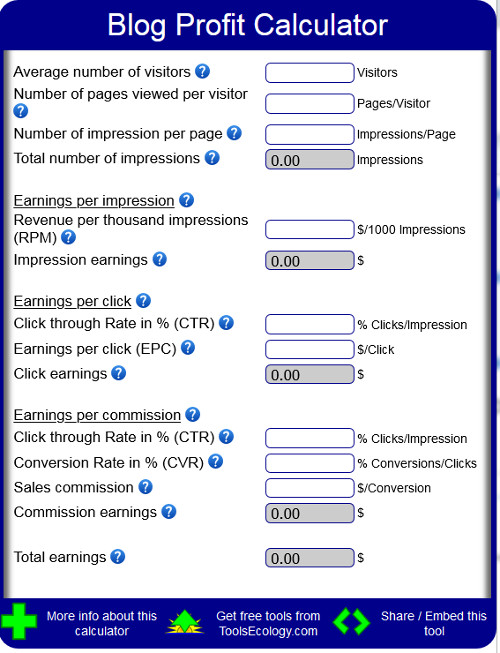 Blog Profit Calculator
Average number of visitors ? Visitors
Number of pages viewed per visitor
? Pages/Visitor
Number of impression per page ? Impressions/Page
Total number of impressions ? 0.00 Impressions
Earnings per impression ?
Revenue per thousand impressions
(RPM) ? $/1000 Impressions
Impression earnings ? 0.00 $
Earnings per click ?
Click through Rate in % (CTR) ? % Clicks/Impression
Earnings per click (EPC) ? $/Click
Click earnings ? 0.00 $
Earnings per commission ?
Click through Rate in % (CTR) ? % Clicks/Impression
Conversion Rate in % (CVR) ? % Conversions/Clicks
Sales commission ? $/Conversion
Commission earnings ? 0.00 $
Total earnings ? 0.00 $
More info about this
calculator
Get free tools from
ToolsEcology.com
Share / Embed this
tool